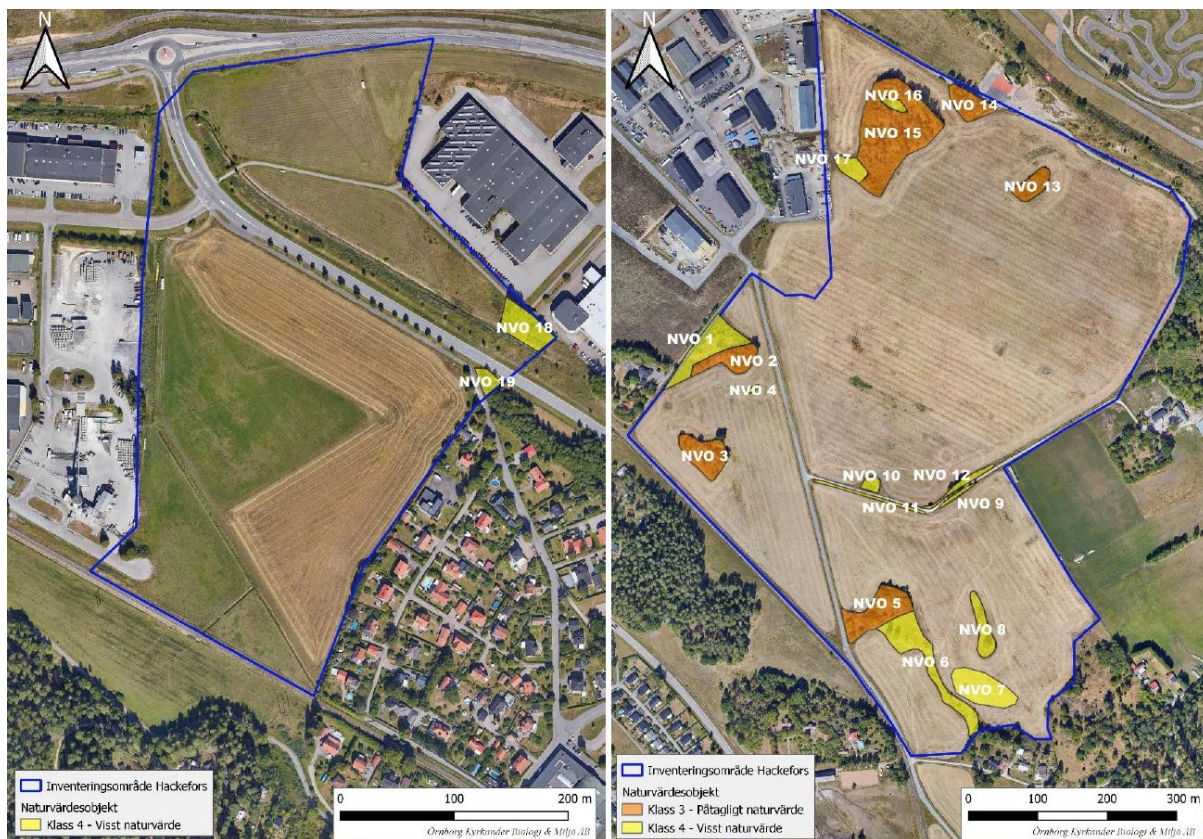 N
NVO 18
NVO 19
Inventeringsområde Hackefors
Naturvärdesobjekt
Klass 4 - Visst naturvärde
0 100 200 m
Örnborg Kyrkander Biologi & Miljö AB
N
NVO 16
NVO 14
NVO 15
NVO 17
NVO 13
NVO 1
NVO 2
NVO 4
NVO 3
NVO 10
NVO 12
NVO 11
NVO 9
NVO 5
NVO 8
NVO 6
NVO 7
Inventeringsområde Hackefors
Naturvärdesobjekt
Klass 3 - Påtagligt naturvärde
Klass 4 - Visst naturvärde
0 100 200 300 m
Örnborg Kyrkander Biologi & Miljö AB